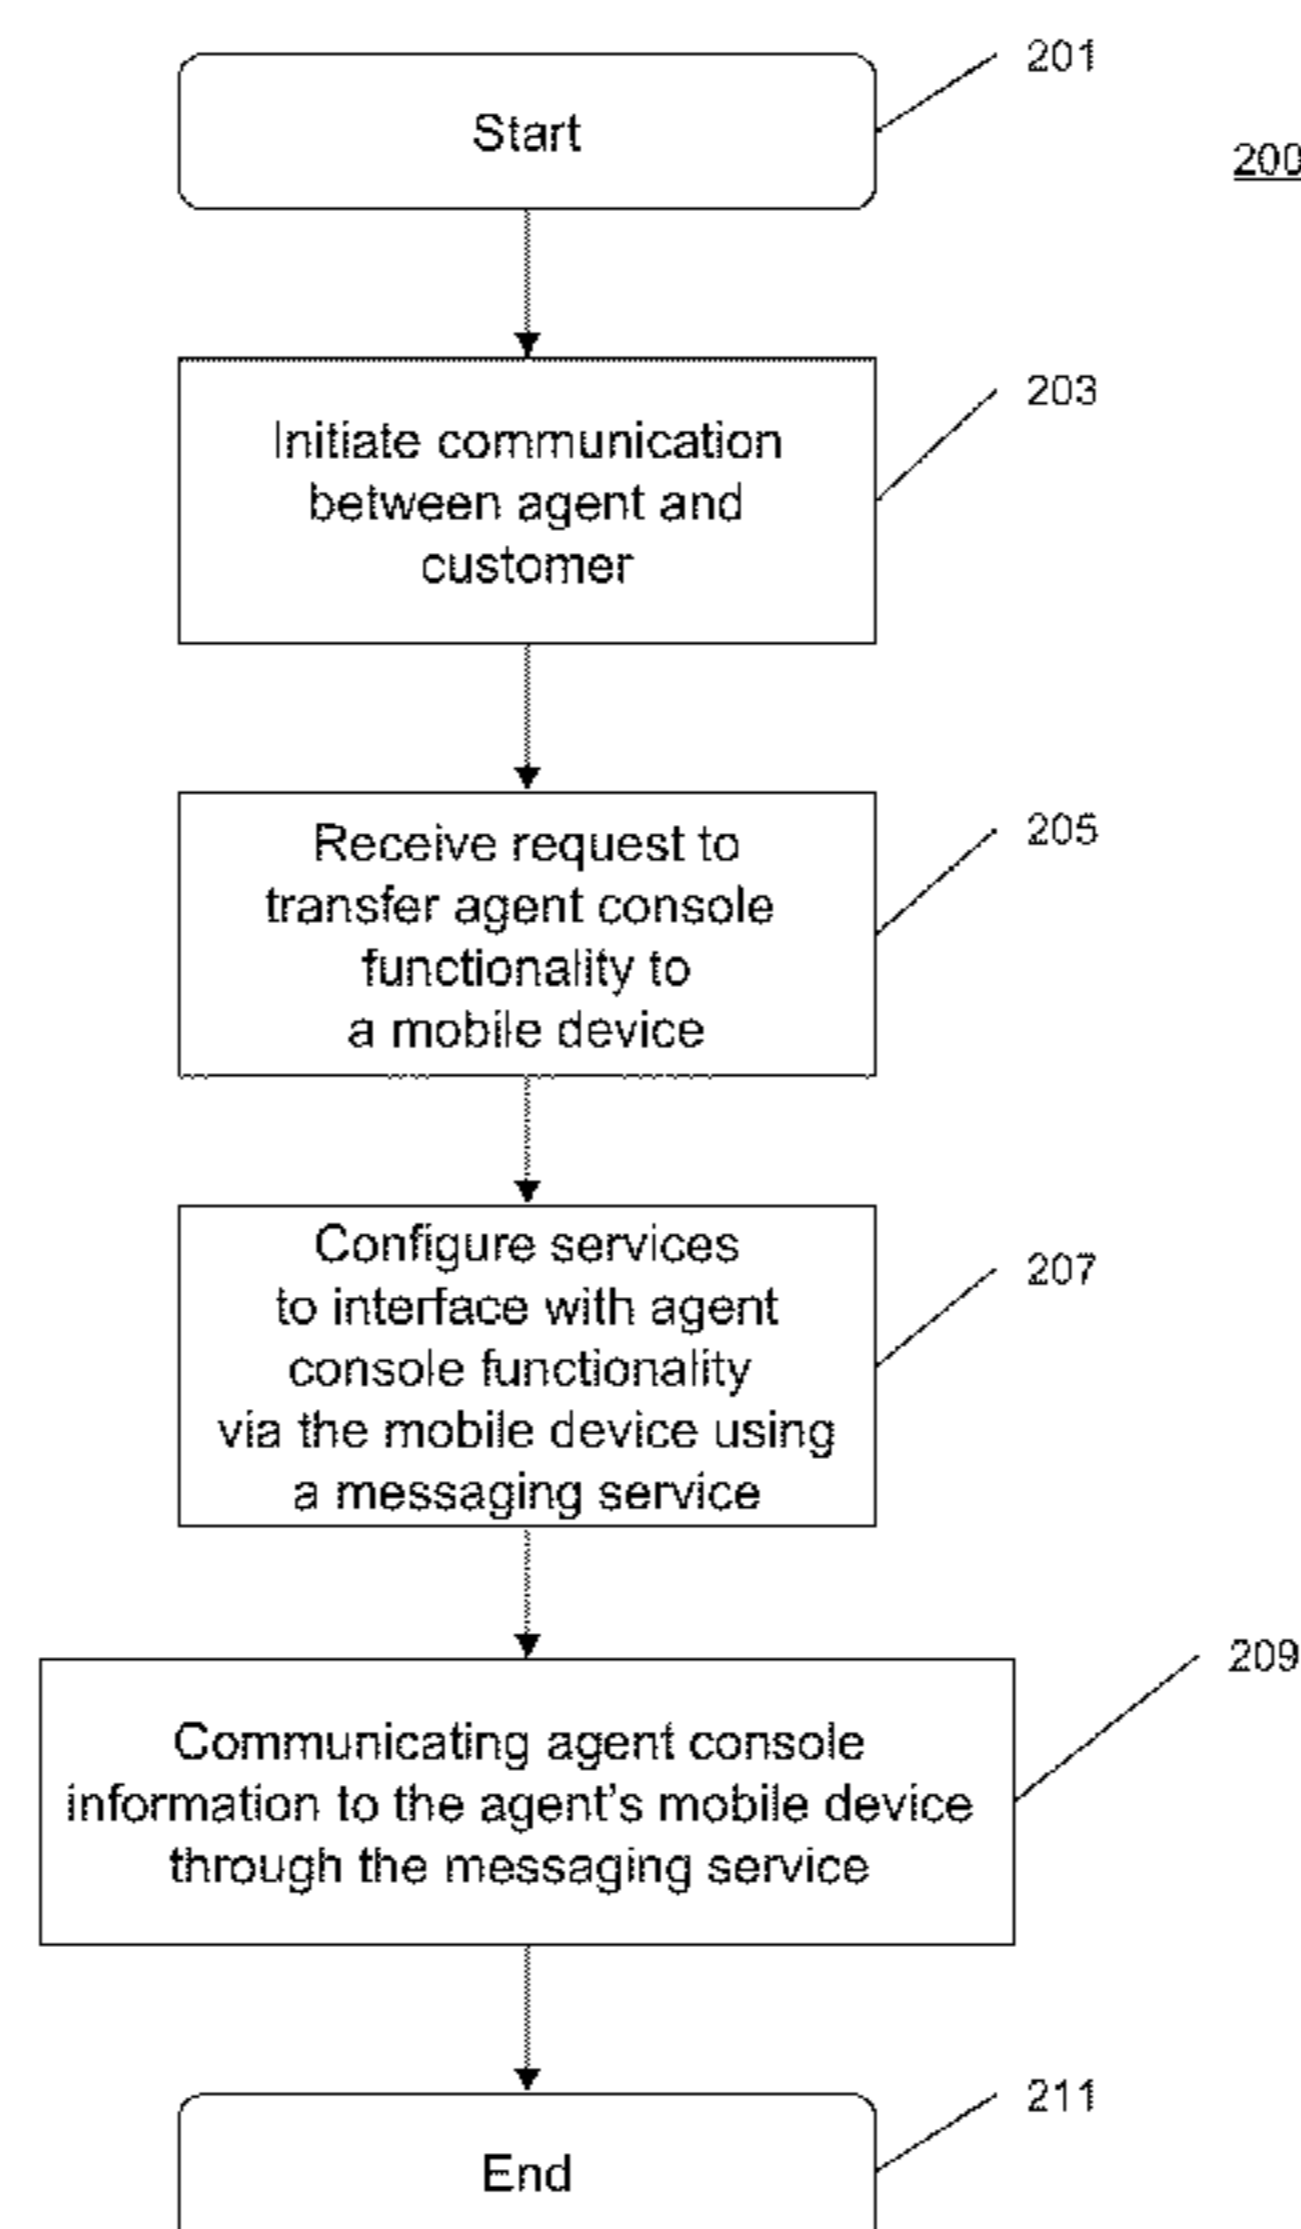 201
Start
200
203
Initiate communication
between agent and
customer
205
Receive request to
transfer agent console
functionality to
a mobile device
207
Configure services
to interface with agent
console functionality
via the mobile device using
a messaging service
209
Communicating agent console
information to the agent's mobile device
through the messaging service
211
End